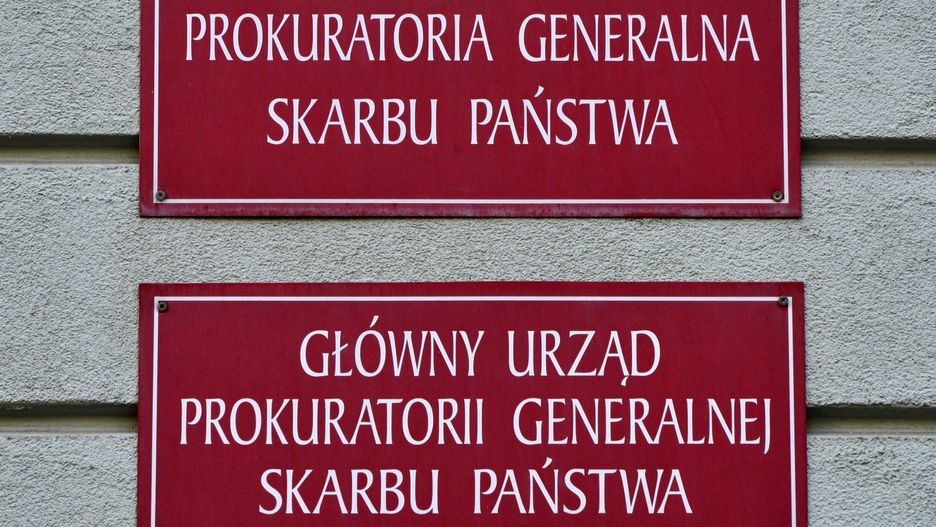 PROKURATORIA GENERALNA
SKARBU PAŃSTWA
GŁÓWNY URZĄD
PROKURATORII GENERALNEJ
SKARBU PAŃSTWA